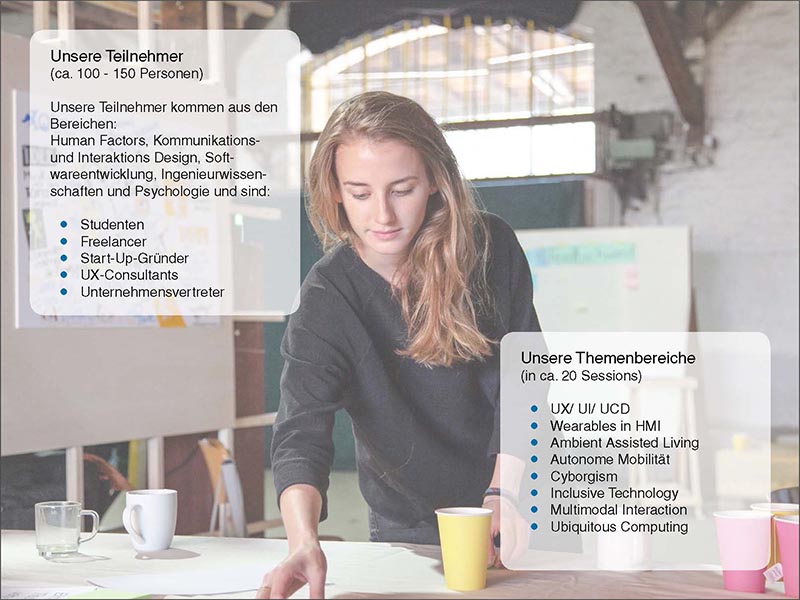 Unsere Teilnehmer
(ca. 100 - 150 Personen)
Unsere Teilnehmer kommen aus den
Bereichen:
Human Factors, Kommunikations-
und Interaktions Design, Soft-
wareentwicklung, Ingenieurwissen-
schaften und Psychologie und sind:
Studenten
Freelancer
Start-Up-Gründer
UX-Consultants
Unternehmensvertreter
Unsere Themenbereiche
(in ca. 20 Sessions)
UX/ UI/ UCD
Wearables in HMI
Ambient Assisted Living
Autonome Mobilität
Cyborgism
Inclusive Technology
Multimodal Interaction
Ubiquitous Computing